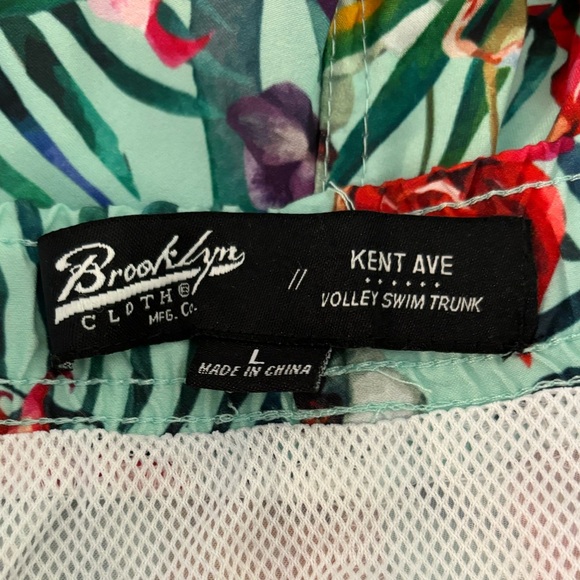 Brooklyn
CLOTH®
MFG. Co.
//
KENT AVE
VOLLEY SWIM TRUNK
L
MADE IN CHINA